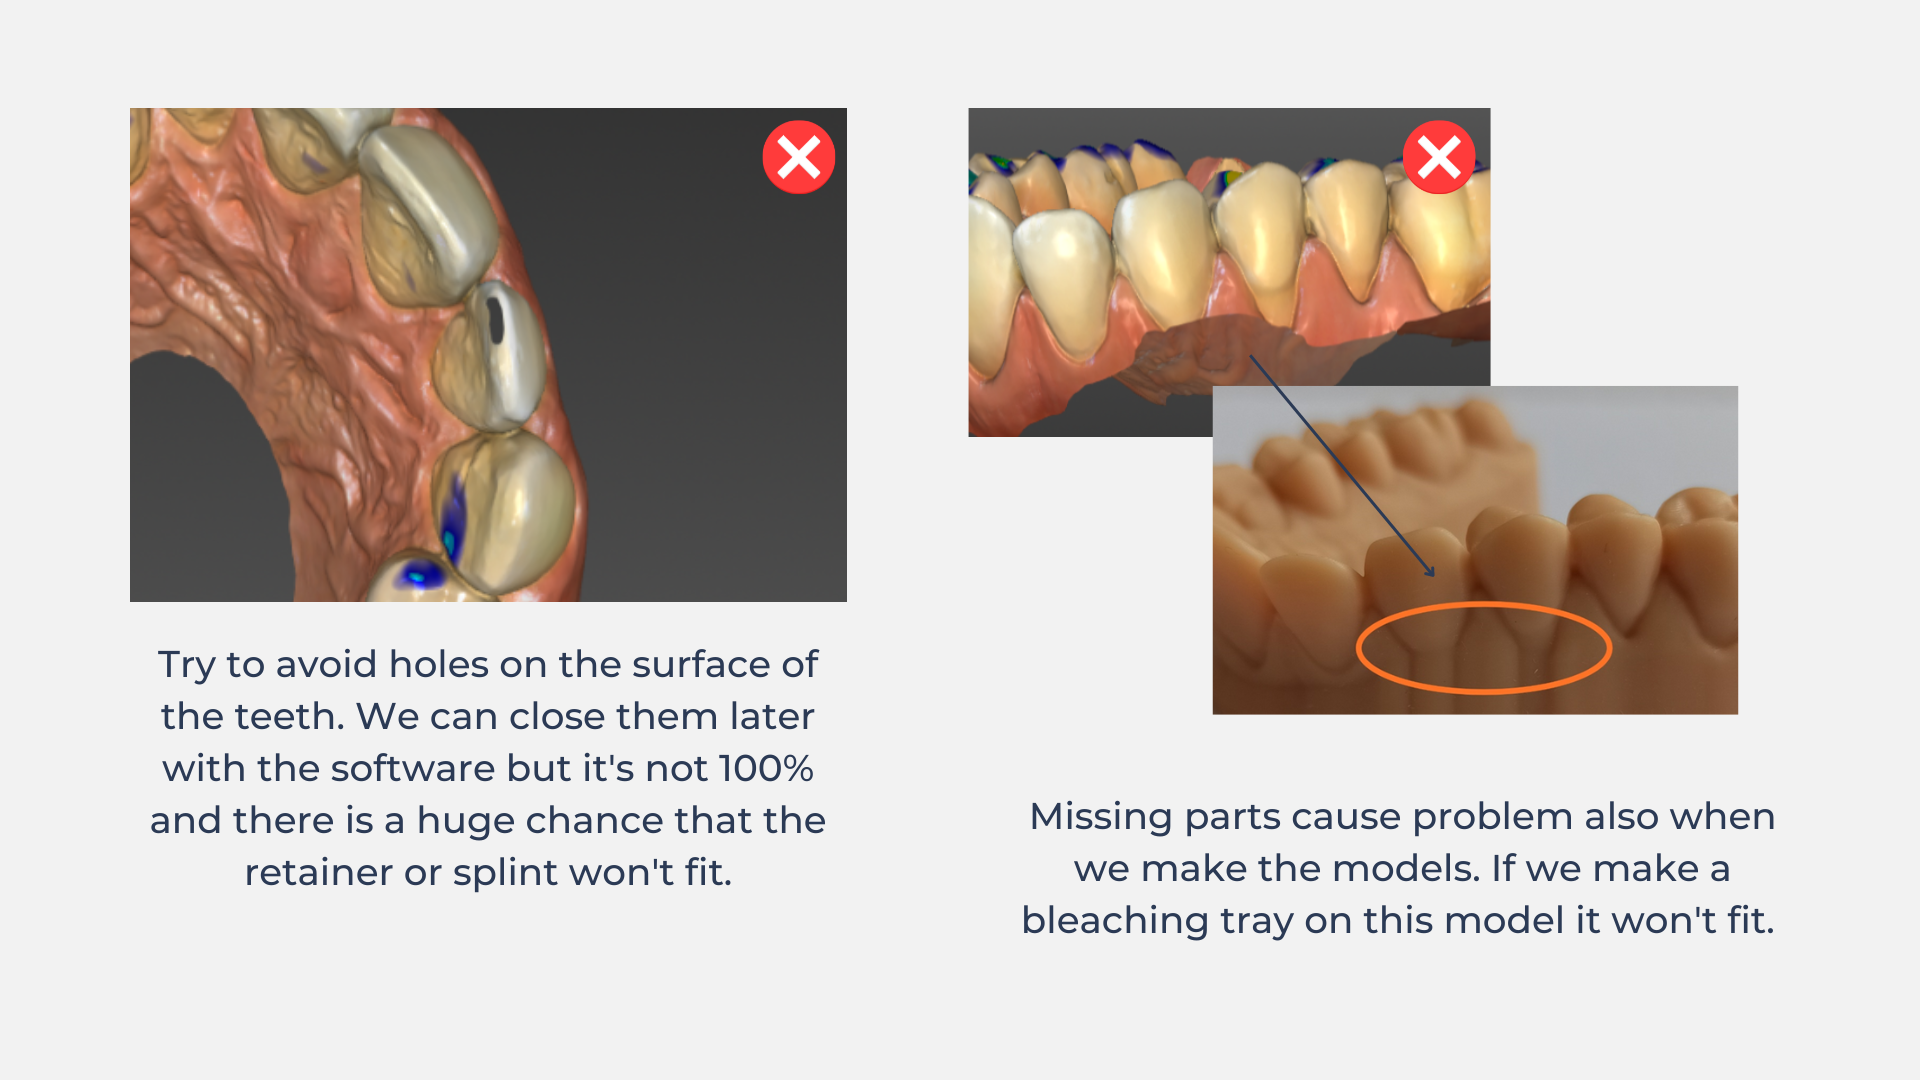 Try to avoid holes on the surface of
the teeth. We can close them later
with the software but it's not 100%
and there is a huge chance that the
retainer or splint won't fit.
Missing parts cause problem also when
we make the models. If we make a
bleaching tray on this model it won't fit.